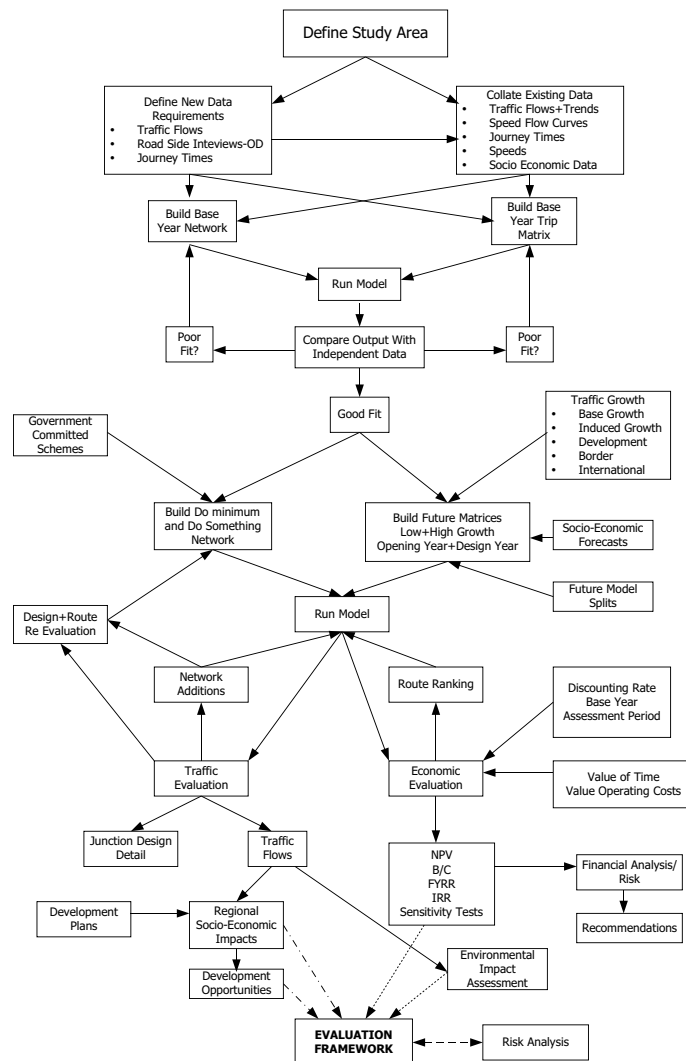 Define Study Area
Define New Data
Requirements
• Traffic Flows
• Road Side Inteviews-OD
• Journey Times
Collate Existing Data
• Traffic Flows+Trends
• Speed Flow Curves
• Journey Times
• Speeds
• Socio Economic Data
Build Base
Year Network
Build Base
Year Trip
Matrix
Run Model
Poor
Fit?
Compare Output With
Independent Data
Poor
Fit?
Good Fit
Government
Committed
Schemes
Traffic Growth
• Base Growth
• Induced Growth
• Development
• Border
• International
Build Do minimum
and Do Something
Network
Build Future Matrices
Low+High Growth
Opening Year+Design Year
Socio-Economic
Forecasts
Future Model
Splits
Design+Route
Re Evaluation
Run Model
Network
Additions
Route Ranking
Discounting Rate
Base Year
Assessment Period
Traffic
Evaluation
Economic
Evaluation
Value of Time
Value Operating Costs
Junction Design
Detail
Traffic
Flows
NPV
B/C
FYRR
IRR
Sensitivity Tests
Financial Analysis/
Risk
Development
Plans
Regional
Socio-Economic
Impacts
Recommendations
Development
Opportunities
Environmental
Impact
Assessment
EVALUATION
FRAMEWORK
Risk Analysis